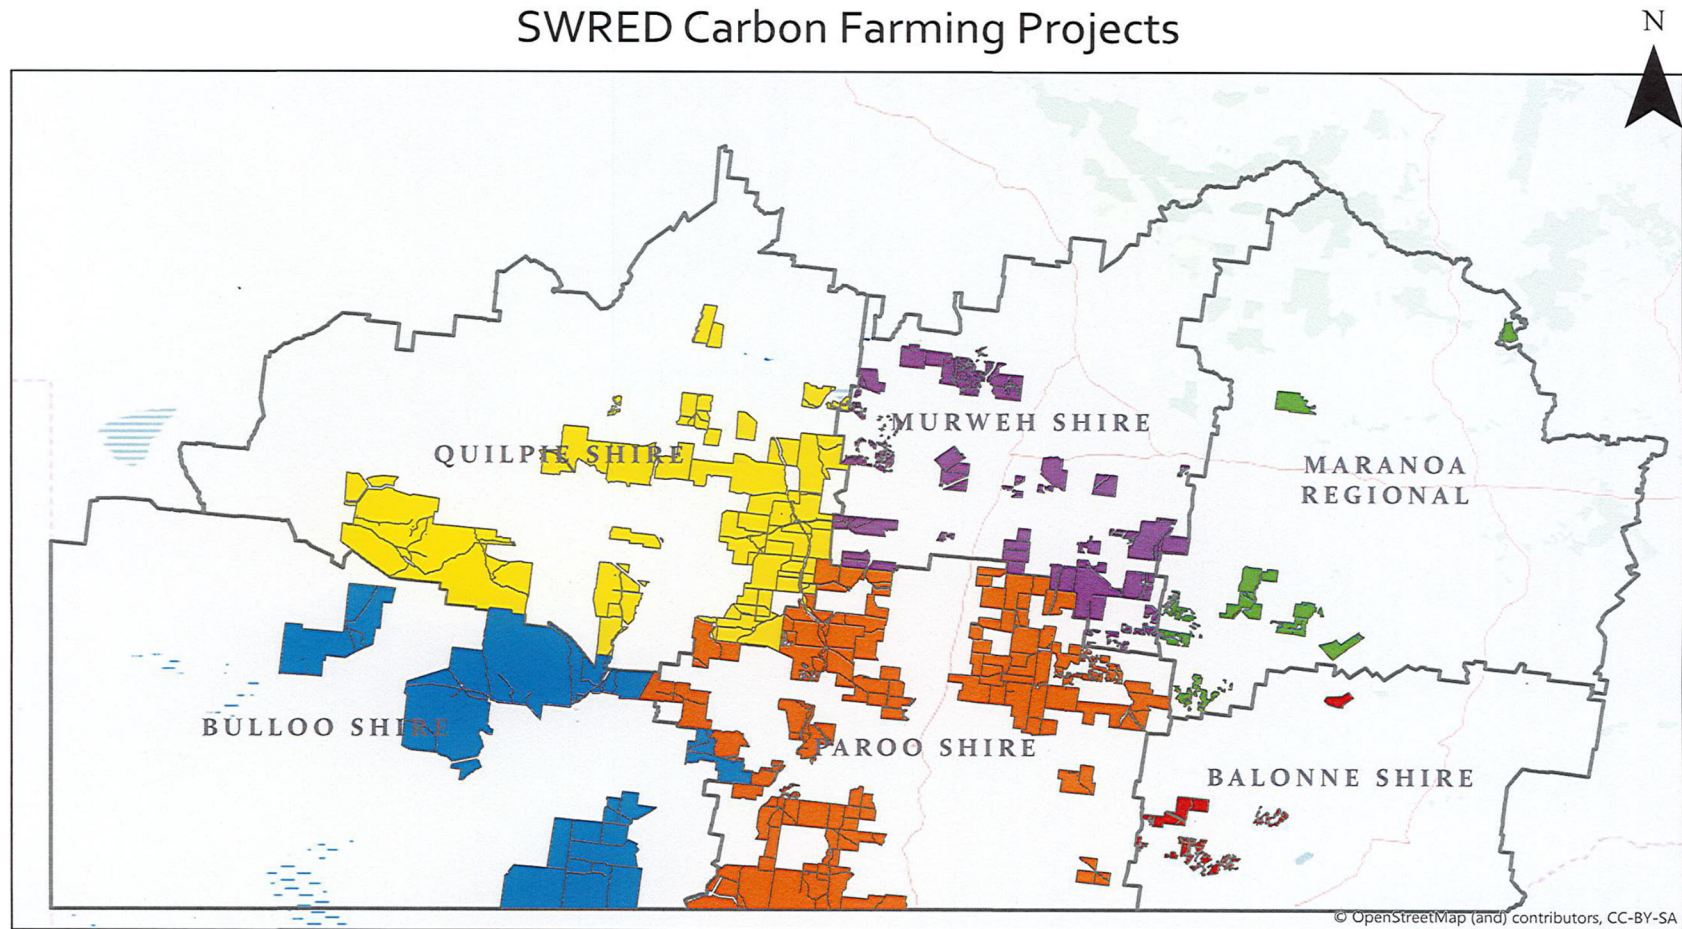 SWRED Carbon Farming Projects
N
MURWEH SHIRE
QUILPIE SHIRE
MARANOA
REGIONAL
BULLOO SHIRE
PAROO SHIRE
BALONNE SHIRE
© OpenStreetMap (and) contributors, CC-BY-SA